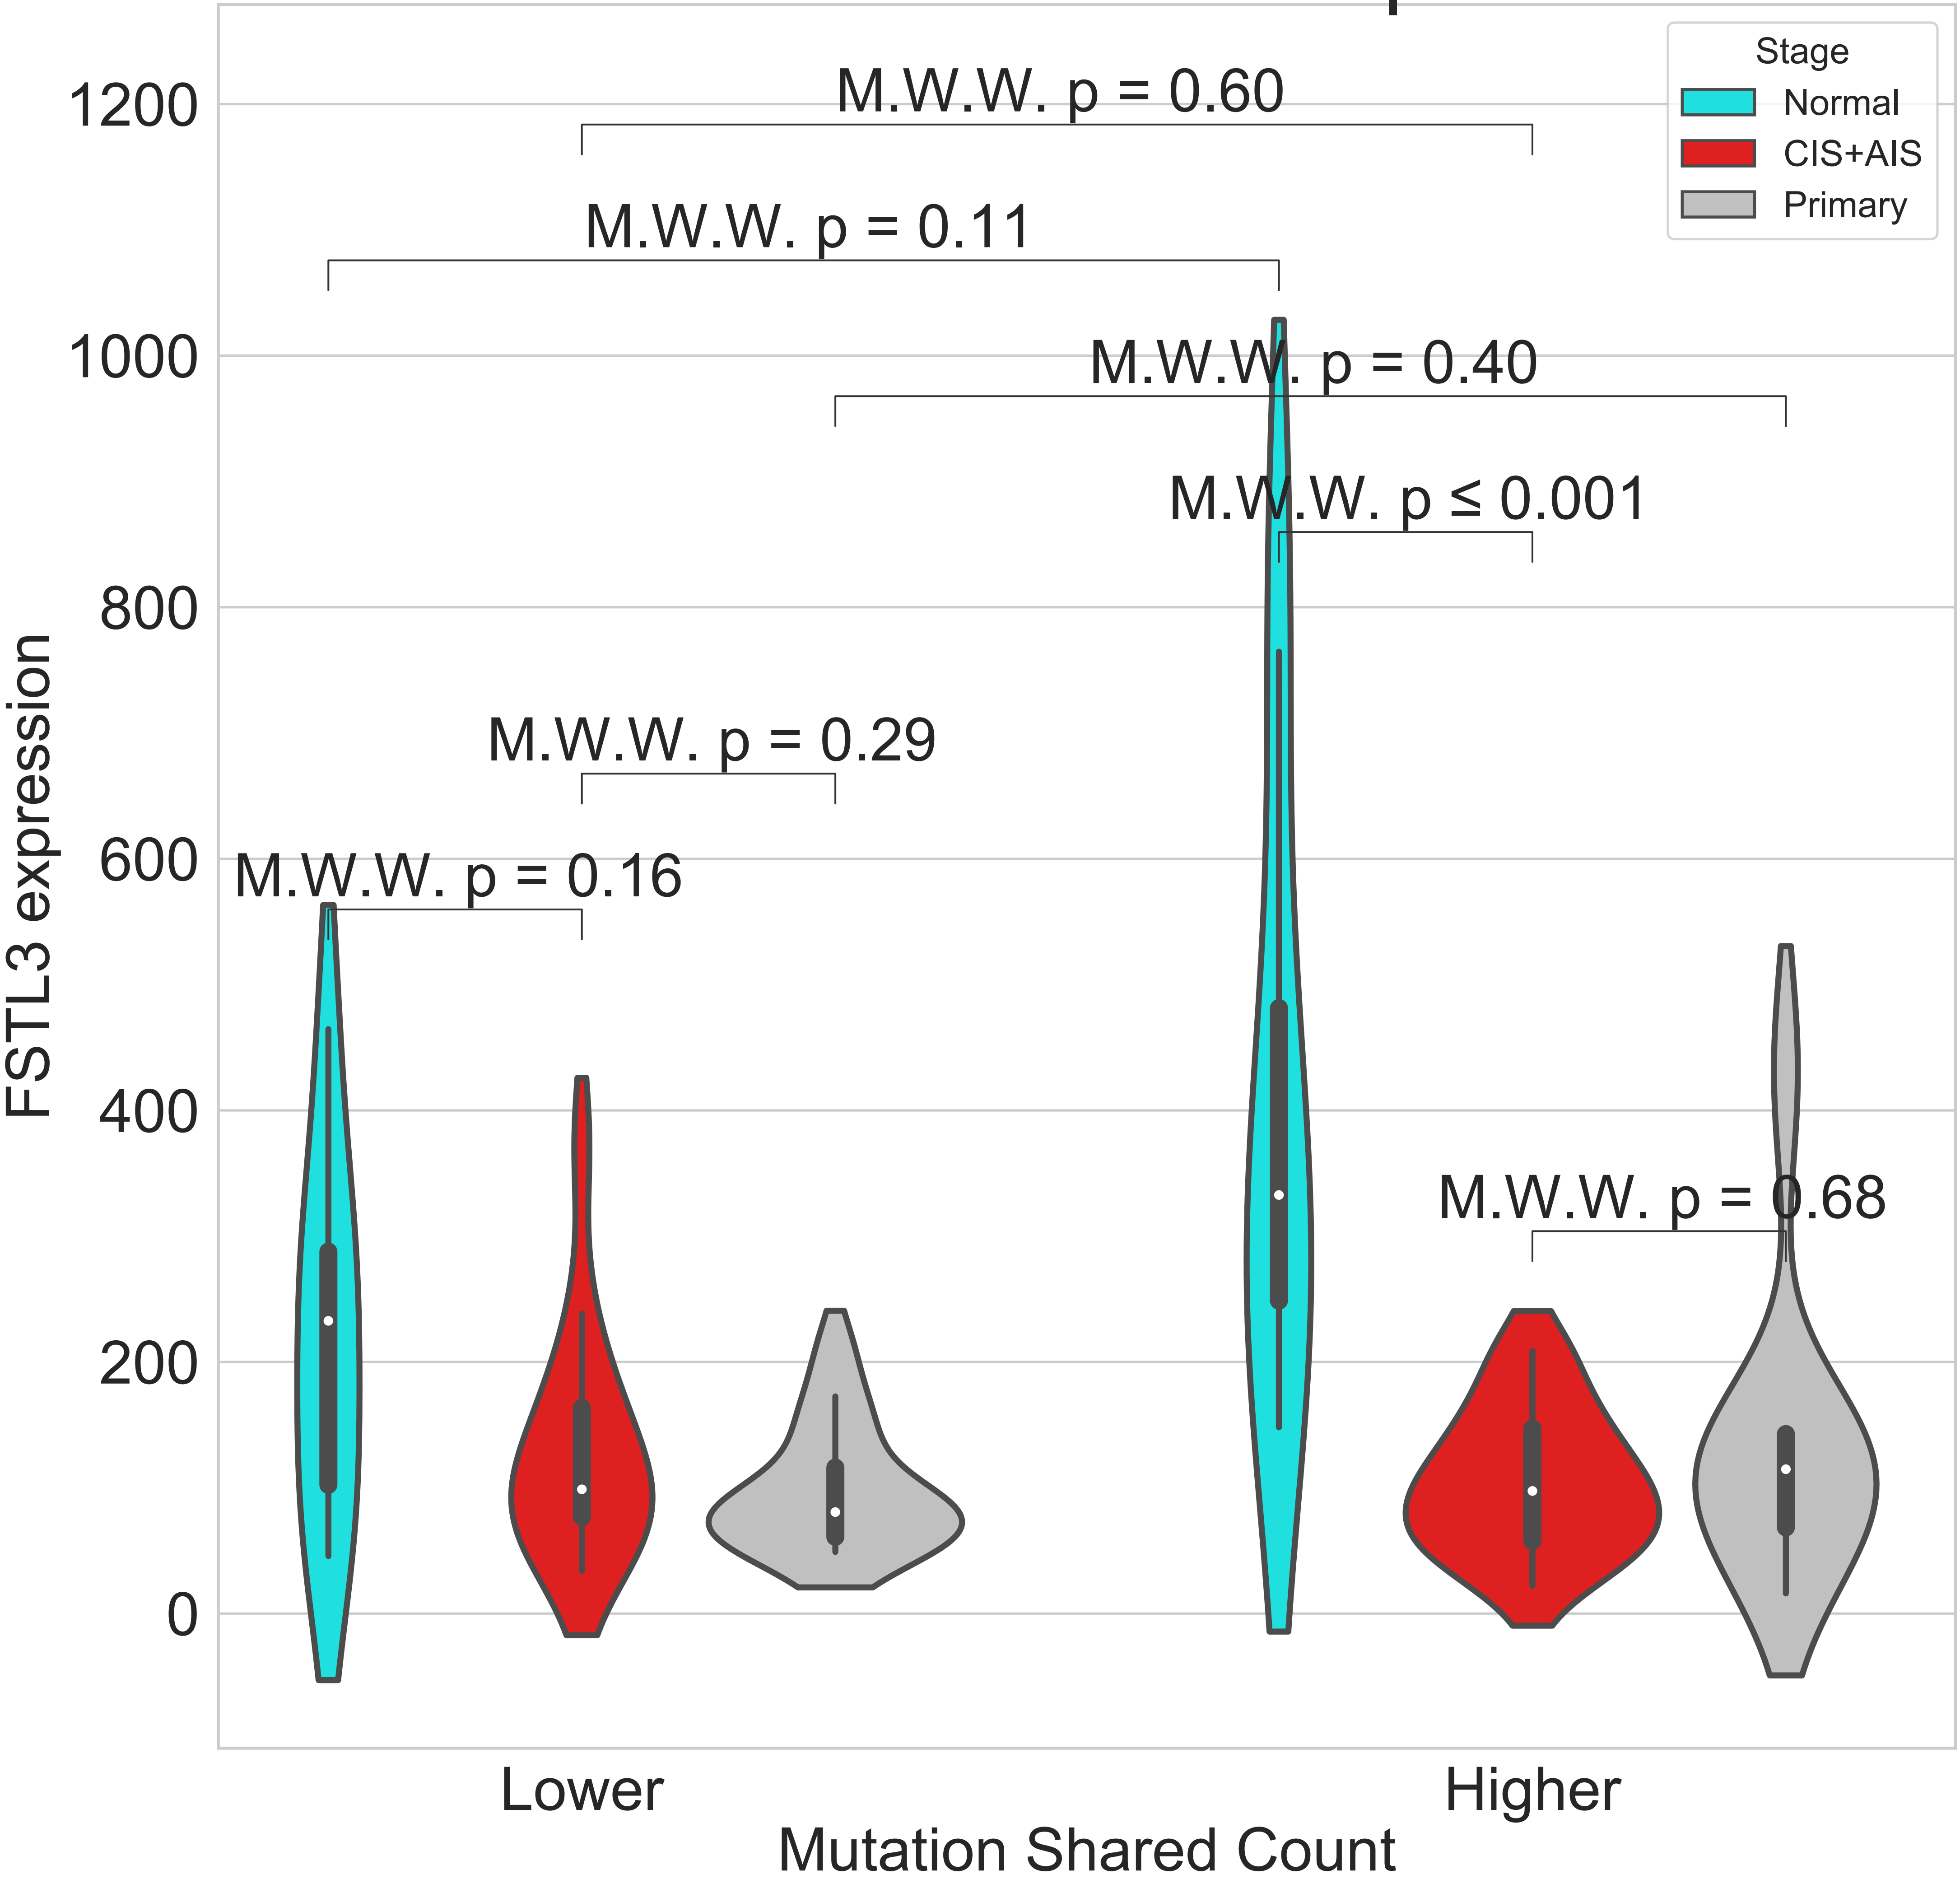 Stage
Normal
CIS+AIS
Primary
M.W.W. p = 0.60
M.W.W. p = 0.11
M.W.W. p = 0.40
M.W.W. p ≤ 0.001
M.W.W. p = 0.29
M.W.W. p = 0.16
M.W.W. p = 0.68
1200
1000
800
600
400
200
0
FSTL3 expression
Lower
Higher
Mutation Shared Count